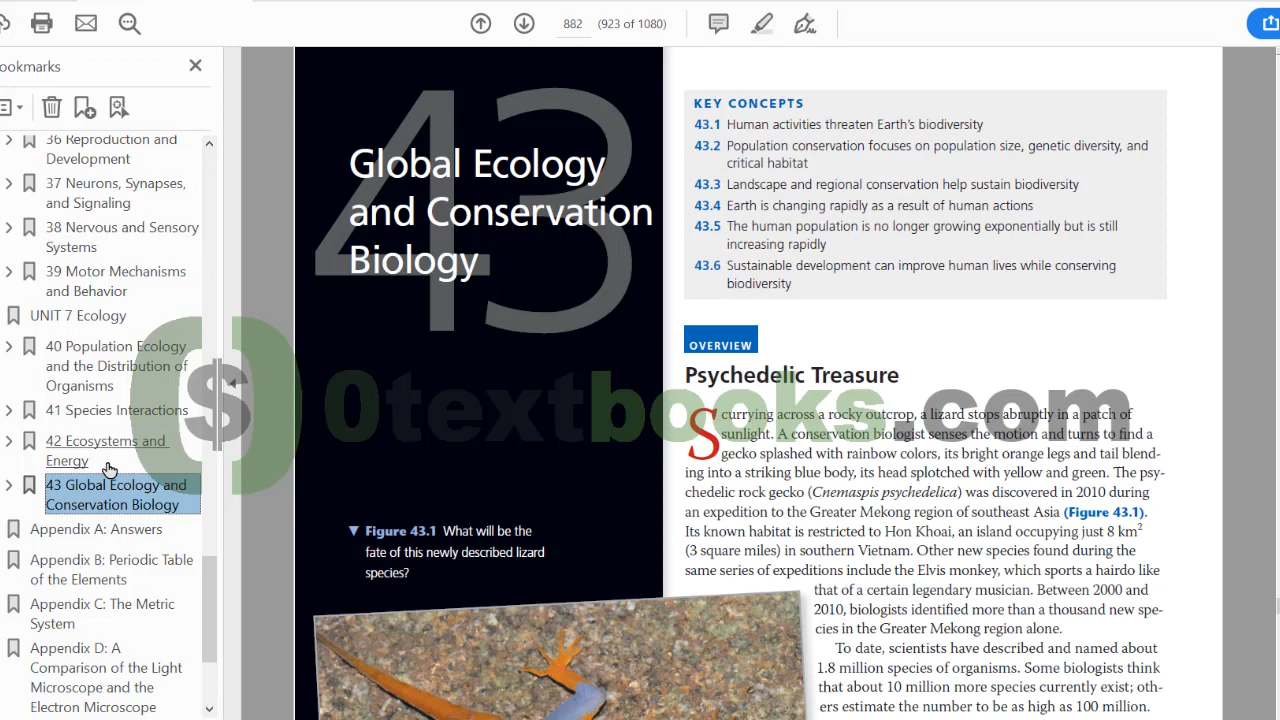 882 (923 of 1080)
ookmarks
36 Reproduction and
Development
37 Neurons, Synapses,
and Signaling
38 Nervous and Sensory
Systems
39 Motor Mechanisms
and Behavior
UNIT 7 Ecology
40 Population Ecology
and the Distribution of
Organisms
41 Species Interactions
42 Ecosystems and
Energy
43 Global Ecology and
Conservation Biology
Appendix A: Answers
Appendix B: Periodic Table
of the Elements
Appendix C: The Metric
System
Appendix D: A
Comparison of the Light
Microscope and the
Electron Microscope
43
Global Ecology
and Conservation
Biology
▼ Figure 43.1 What will be the
fate of this newly described lizard
species?
KEY CONCEPTS
43.1 Human activities threaten Earth's biodiversity
43.2 Population conservation focuses on population size, genetic diversity, and
critical habitat
43.3 Landscape and regional conservation help sustain biodiversity
43.4 Earth is changing rapidly as a result of human actions
43.5 The human population is no longer growing exponentially but is still
increasing rapidly
43.6 Sustainable development can improve human lives while conserving
biodiversity
OVERVIEW
Psychedelic Treasure
Scurrying across a rocky outcrop, a lizard stops abruptly in a patch of
sunlight. A conservation biologist senses the motion and turns to find a
gecko splashed with rainbow colors, its bright orange legs and tail blend-
ing into a striking blue body, its head splotched with yellow and green. The psy-
chedelic rock gecko (Cnemaspis psychedelica) was discovered in 2010 during
an expedition to the Greater Mekong region of southeast Asia (Figure 43.1).
Its known habitat is restricted to Hon Khoai, an island occupying just 8 km²
(3 square miles) in southern Vietnam. Other new species found during the
same series of expeditions include the Elvis monkey, which sports a hairdo like
that of a certain legendary musician. Between 2000 and
2010, biologists identified more than a thousand new spe-
cies in the Greater Mekong region alone.
To date, scientists have described and named about
1.8 million species of organisms. Some biologists think
that about 10 million more species currently exist; oth-
ers estimate the number to be as high as 100 million.
0$
0textbooks.com